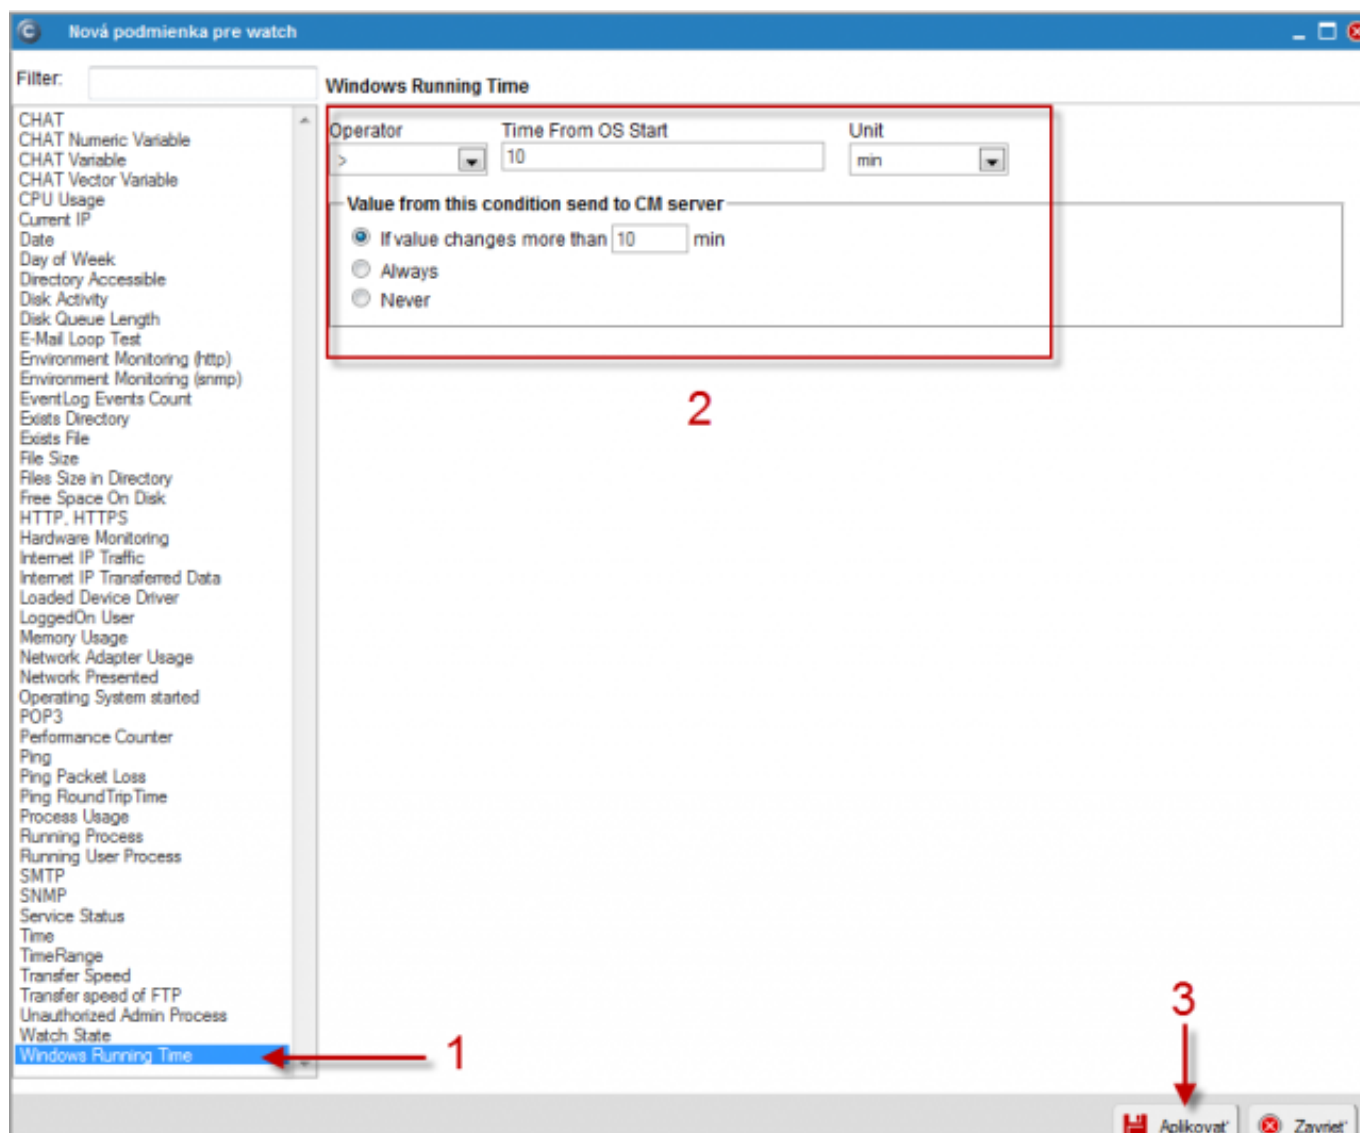 Nová podmienka pre watch
Filter:
Windows Running Time
CHAT
CHAT Numeric Variable
CHAT Variable
CHAT Vector Variable
CPU Usage
Current IP
Date
Day of Week
Directory Accessible
Disk Activity
Disk Queue Length
E-Mail Loop Test
Environment Monitoring (http)
Environment Monitoring (snmp)
EventLog Events Count
Exists Directory
Exists File
File Size
Files Size in Directory
Free Space On Disk
HTTP, HTTPS
Hardware Monitoring
Internet IP Traffic
Internet IP Transferred Data
Loaded Device Driver
LoggedOn User
Memory Usage
Network Adapter Usage
Network Presented
Operating System started
POP3
Performance Counter
Ping
Ping Packet Loss
Ping RoundTripTime
Process Usage
Running Process
Running User Process
SMTP
SNMP
Service Status
Time
TimeRange
Transfer Speed
Transfer speed of FTP
Unauthorized Admin Process
Watch State
Windows Running Time
Operator Time From OS Start Unit
> 10 min
Value from this condition send to CM server
If value changes more than 10 min
Always
Never
2
1
3
Aplikovať Zavrieť